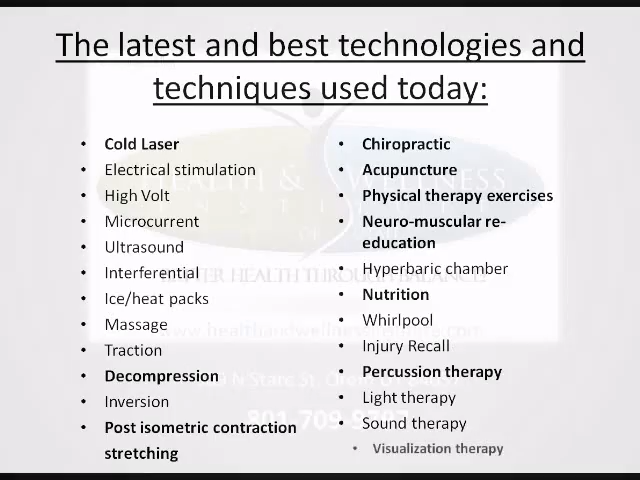 The latest and best technologies and
techniques used today:
• Cold Laser
• Electrical stimulation
• High Volt
• Microcurrent
• Ultrasound
• Interferential
• Ice/heat packs
• Massage
• Traction
• Decompression
• Inversion
• Post isometric contraction
stretching
• Chiropractic
• Acupuncture
• Physical therapy exercises
• Neuro-muscular re-
education
• Hyperbaric chamber
• Nutrition
• Whirlpool
• Injury Recall
• Percussion therapy
• Light therapy
• Sound therapy
• Visualization therapy
HEALTH & WELLNESS